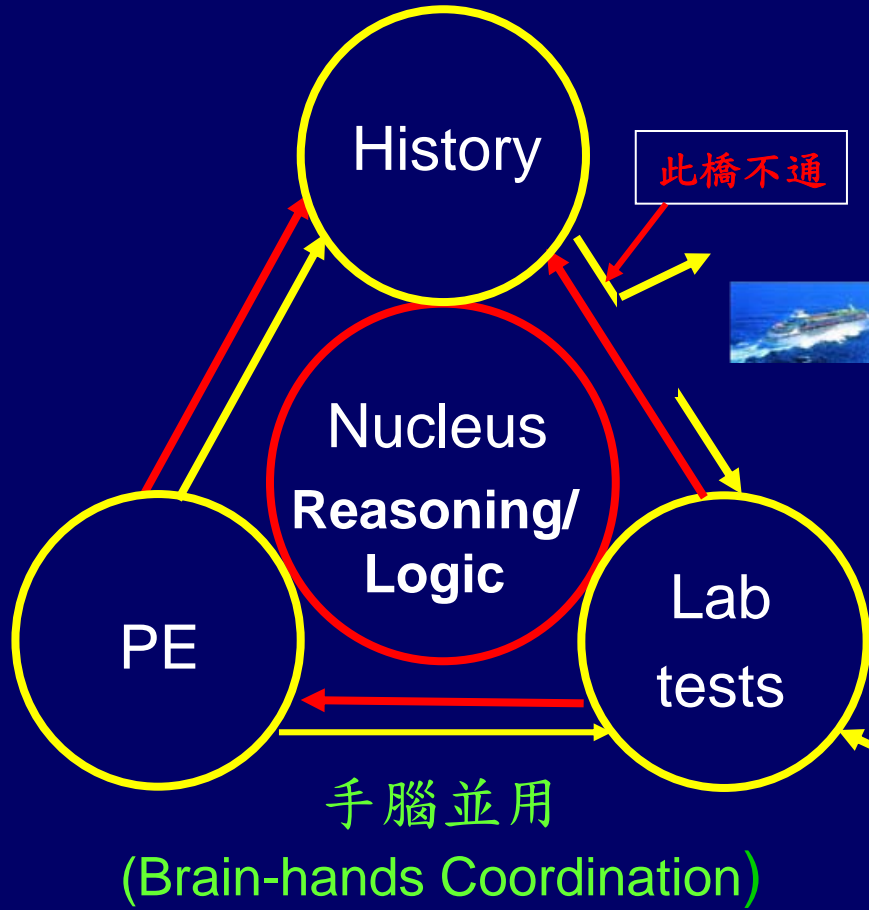 History
此橋不通
Nucleus
Reasoning/
Logic
PE
Lab
tests
手腦並用
(Brain-hands Coordination)